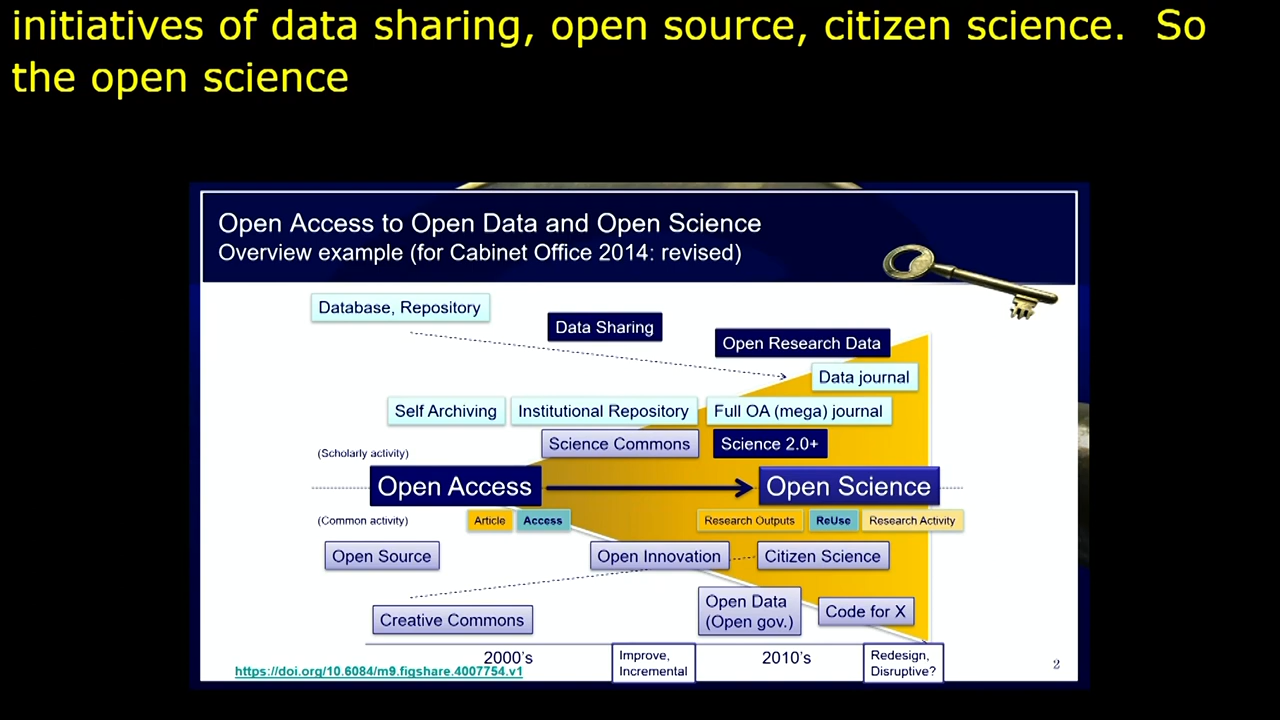 initiatives of data sharing, open source, citizen science.  So
the open science
Open Access to Open Data and Open Science
Overview example (for Cabinet Office 2014: revised)
Database, Repository
Data Sharing
Open Research Data
Data journal
Self Archiving
Institutional Repository
Full OA (mega) journal
Science Commons
Science 2.0+
(Scholarly activity)
Open Access
Open Science
(Common activity)
Article
Access
Research Outputs
ReUse
Research Activity
Open Source
Open Innovation
Citizen Science
Open Data
(Open gov.)
Code for X
Creative Commons
2000's
Improve,
Incremental
2010's
Redesign,
Disruptive?
https://doi.org/10.6084/m9.figshare.4007754.v1
2